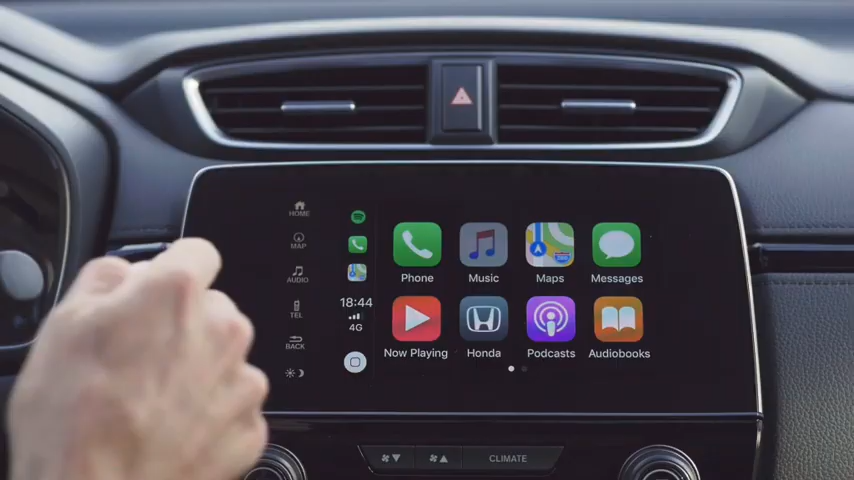 HOME
MAP
AUDIO
TEL
BACK
18:44
4G
Phone
Music
Maps
Messages
Now Playing
Honda
Podcasts
Audiobooks
CLIMATE